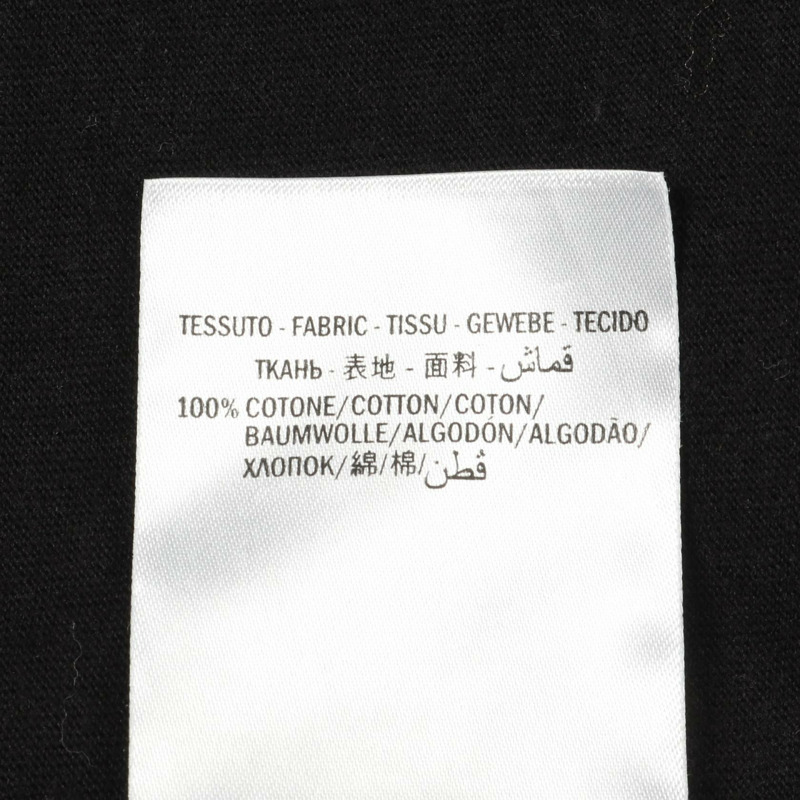 TESSUTO - FABRIC - TISSU - GEWEBE - TECIDO
ТКАНЬ - 表地 - 面料 - قماش
100% COTONE/COTTON/COTON/
BAUMWOLLE/ALGODÓN/ALGODÃO/
ХЛОПОК/綿/棉/قطن